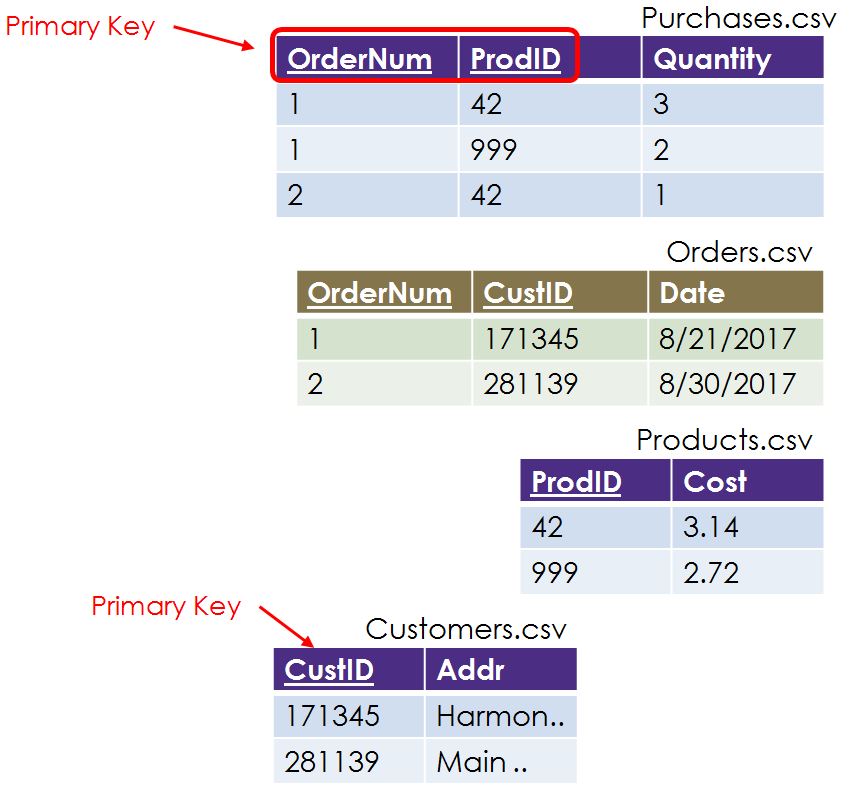 Purchases.csv
Primary Key
OrderNum ProdID Quantity
1 42 3
1 999 2
2 42 1
Orders.csv
OrderNum CustID Date
1 171345 8/21/2017
2 281139 8/30/2017
Products.csv
ProdID Cost
42 3.14
999 2.72
Primary Key
Customers.csv
CustID Addr
171345 Harmon..
281139 Main ..